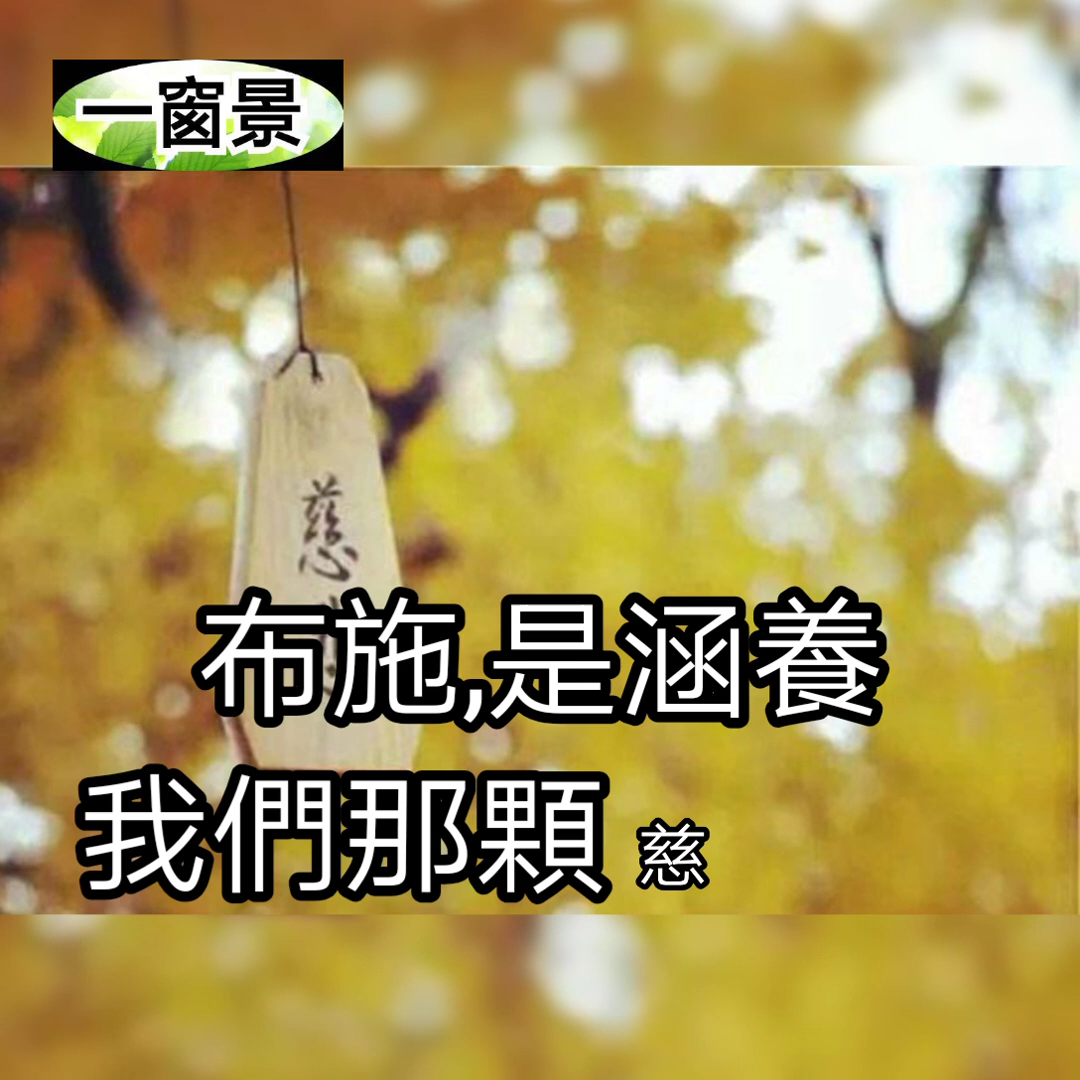 一窗景
慈
布施,是涵養
我們那顆 慈